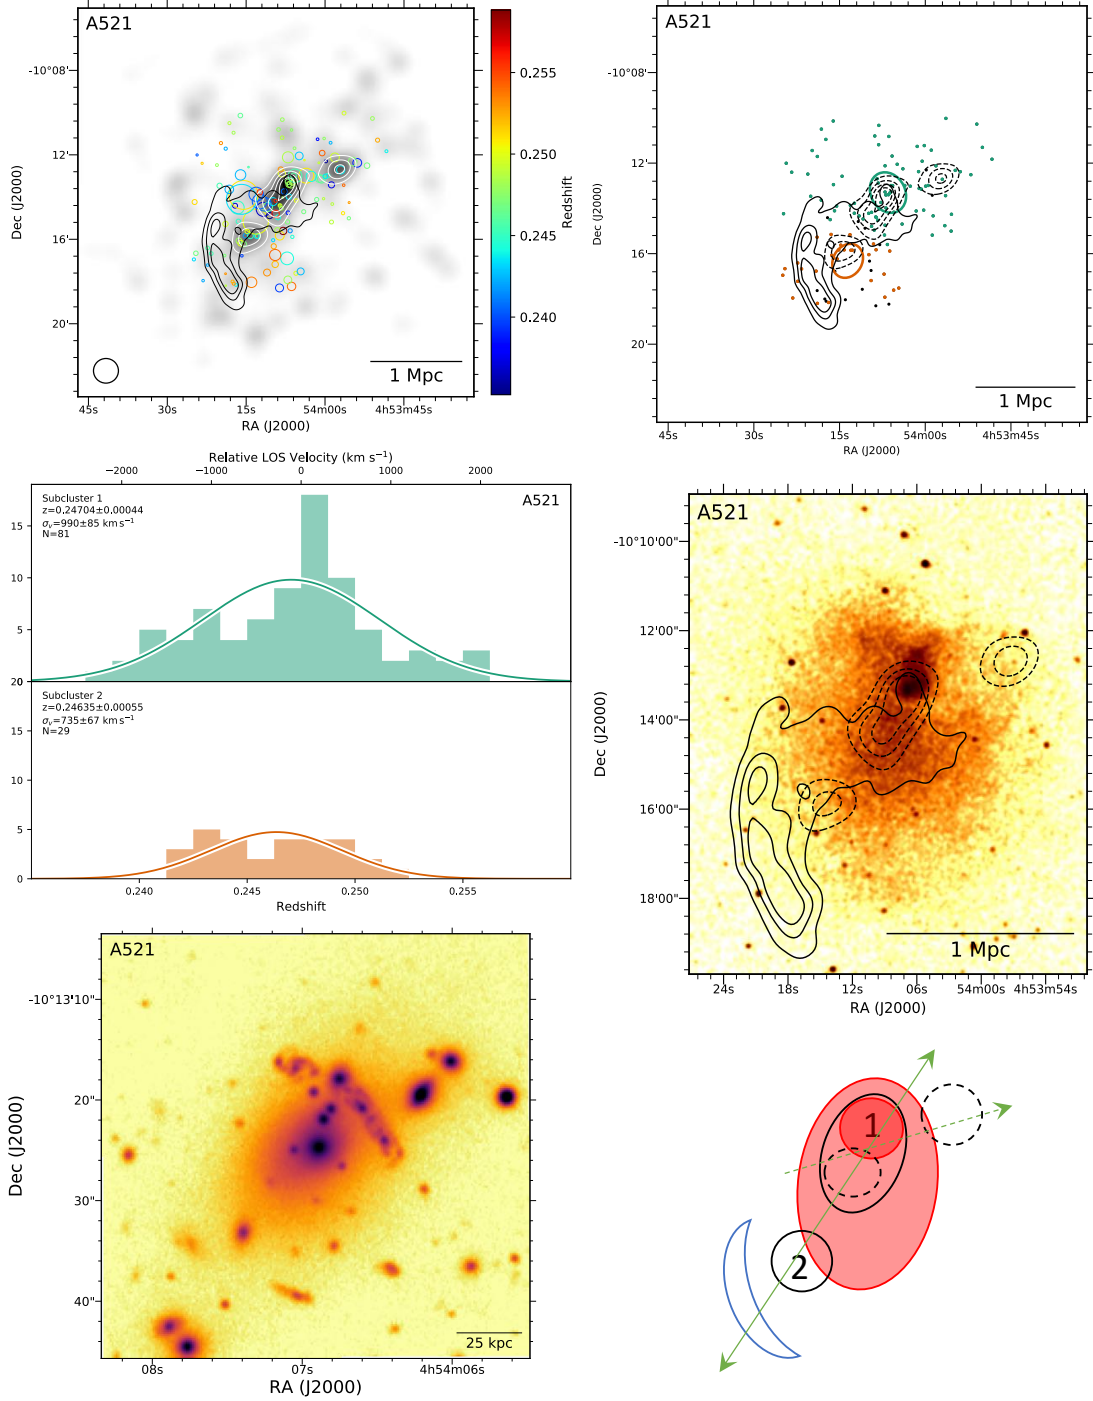 A521
-10°08'
12'
16'
20'
Dec (J2000)
45s
30s
15s
54m00s
4h53m45s
RA (J2000)
1 Mpc
0.255
0.250
0.245
0.240
Redshift
A521
-10°08'
12'
16'
20'
Dec (J2000)
45s
30s
15s
54m00s
4h53m45s
RA (J2000)
1 Mpc
Relative LOS Velocity (km s⁻¹)
−2000
−1000
0
1000
2000
Subcluster 1
z=0.24704±0.00044
σᵥ=990±85 km s⁻¹
N=81
A521
15
10
5
0
Subcluster 2
z=0.24635±0.00055
σᵥ=735±67 km s⁻¹
N=29
20
15
10
5
0
0.240
0.245
0.250
0.255
Redshift
A521
-10°10'00"
12'00"
14'00"
16'00"
18'00"
Dec (J2000)
24s
18s
12s
06s
54m00s
4h53m54s
RA (J2000)
1 Mpc
A521
-10°13'10"
20"
30"
40"
Dec (J2000)
08s
07s
4h54m06s
RA (J2000)
25 kpc
1
2